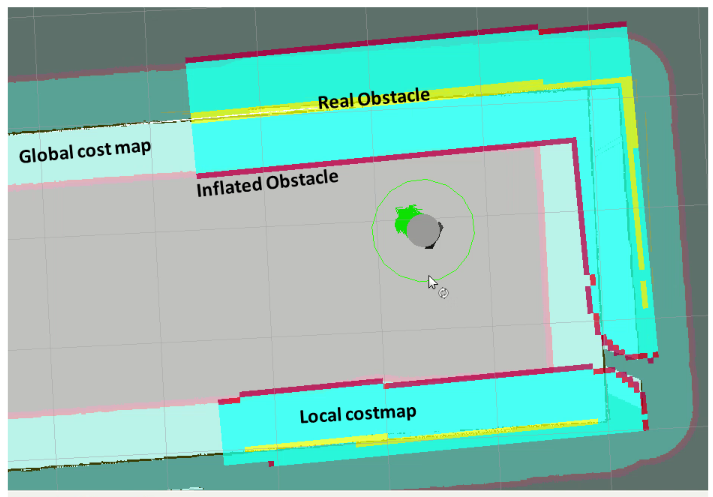 Real Obstacle
Global cost map
Inflated Obstacle
Local costmap